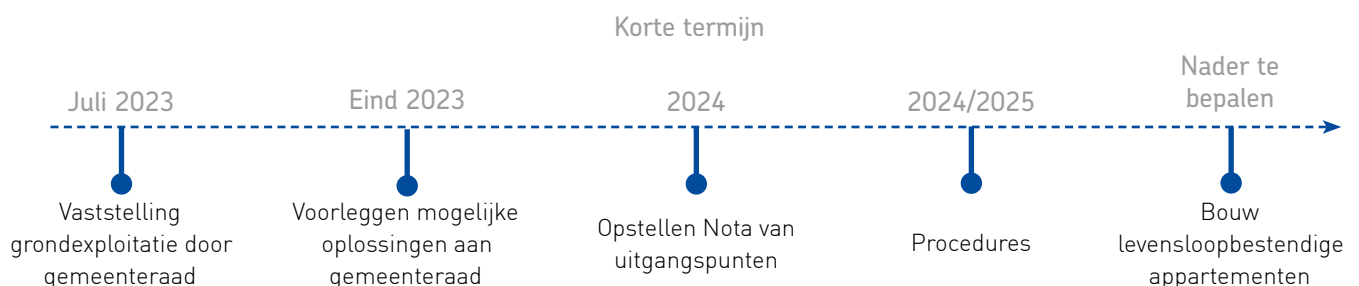 Korte termijn
Juli 2023
Eind 2023
2024
2024/2025
Nader te
bepalen
Vaststelling
grondexploitatie door
gemeenteraad
Voorleggen mogelijke
oplossingen aan
gemeenteraad
Opstellen Nota van
uitgangspunten
Procedures
Bouw
levensloopbestendige
appartementen